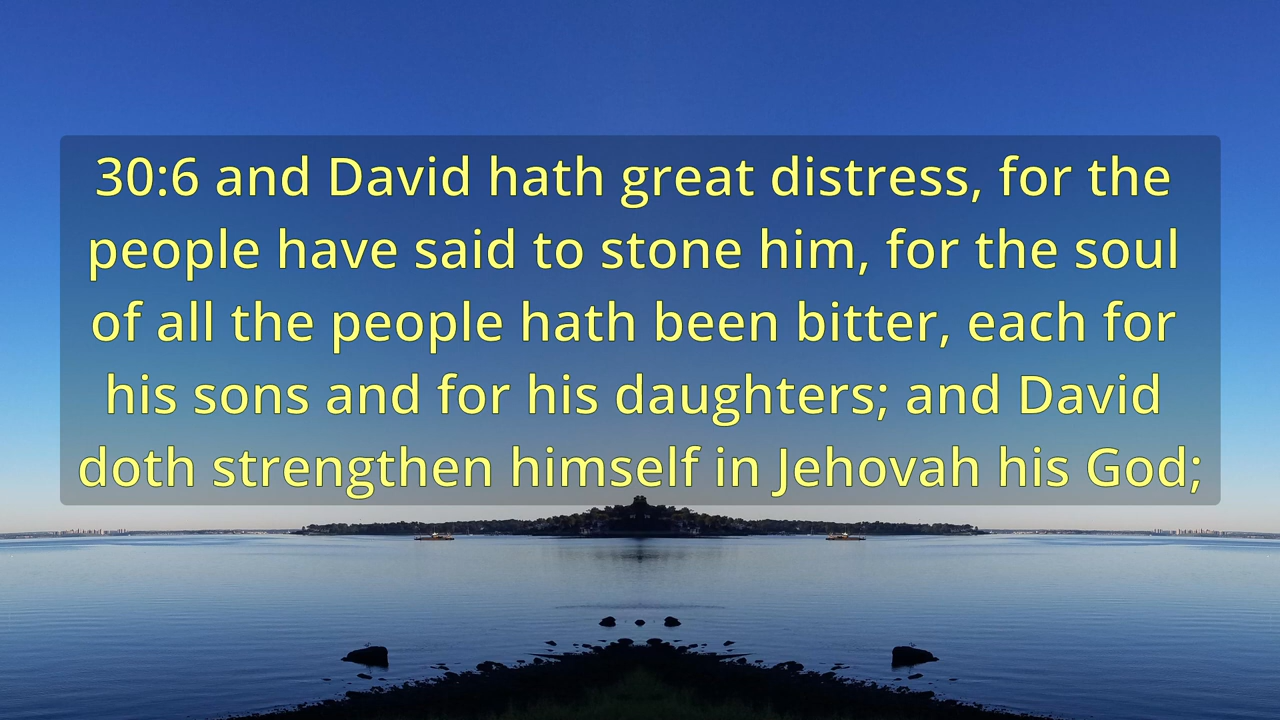 30:6 and David hath great distress, for the
people have said to stone him, for the soul
of all the people hath been bitter, each for
his sons and for his daughters; and David
doth strengthen himself in Jehovah his God;